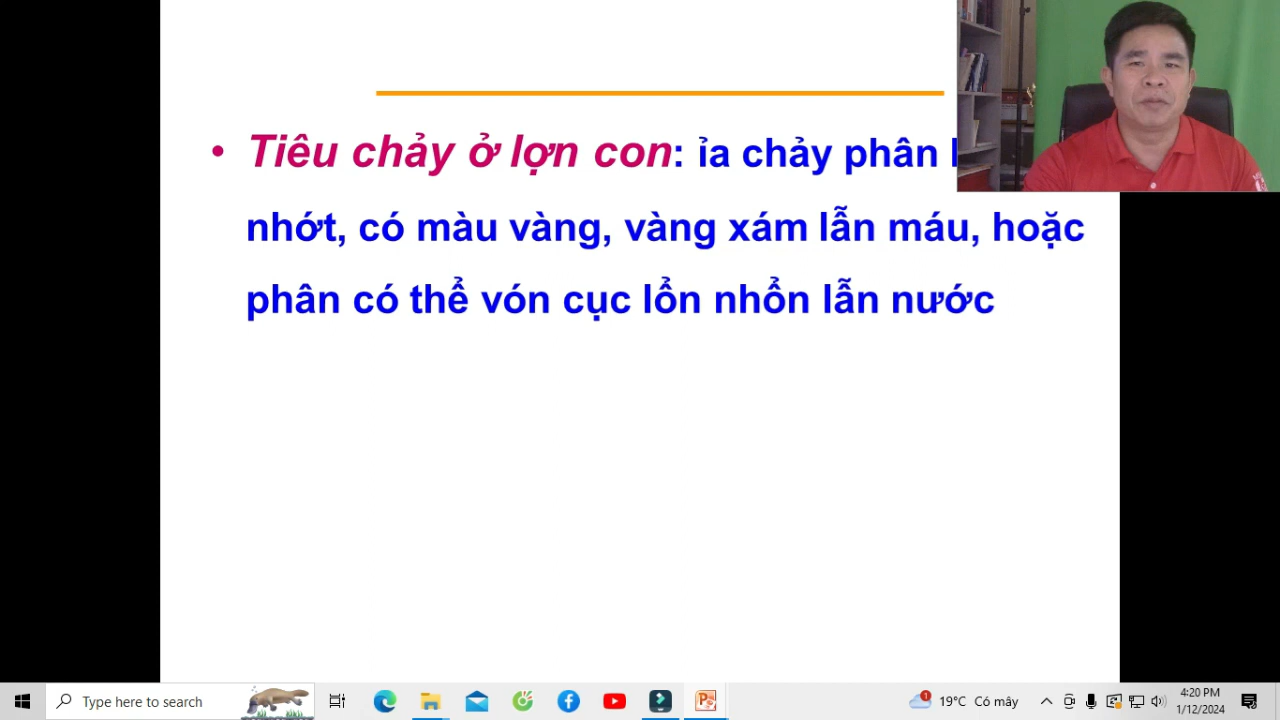 • Tiêu chảy ở lợn con: ỉa chảy phân
nhớt, có màu vàng, vàng xám lẫn máu, hoặc
phân có thể vón cục lổn nhổn lẫn nước
Type here to search
1
19°C Có mây
4:20 PM
1/12/2024